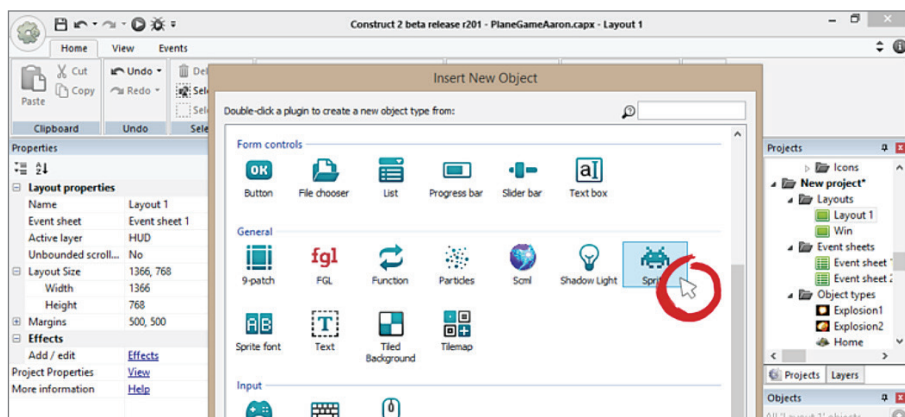 Construct 2 beta release r201 - PlaneGameAaron.capx - Layout 1
Home View Events
Paste
Cut
Copy
Clipboard
Undo
Redo
Undo
Insert New Object
Double-click a plugin to create a new object type from:
Form controls
OK
Button File chooser List Progress bar Slider bar Text box
General
fgl
9-patch FGL Function Particles Scml Shadow Light
AB T
Sprite font Text Tiled Background Tilemap
Input
Properties
Layout properties
Name Layout 1
Event sheet Event sheet 1
Active layer HUD
Unbounded scroll... No
Layout Size 1366, 768
Width 1366
Height 768
Margins 500, 500
Effects
Add / edit Effects
Project Properties View
More information Help
Projects
Icons
New project*
Layouts
Layout 1
Win
Event sheets
Event sheet
Event sheet
Object types
Explosion1
Explosion2
Home
Projects Layers
Objects